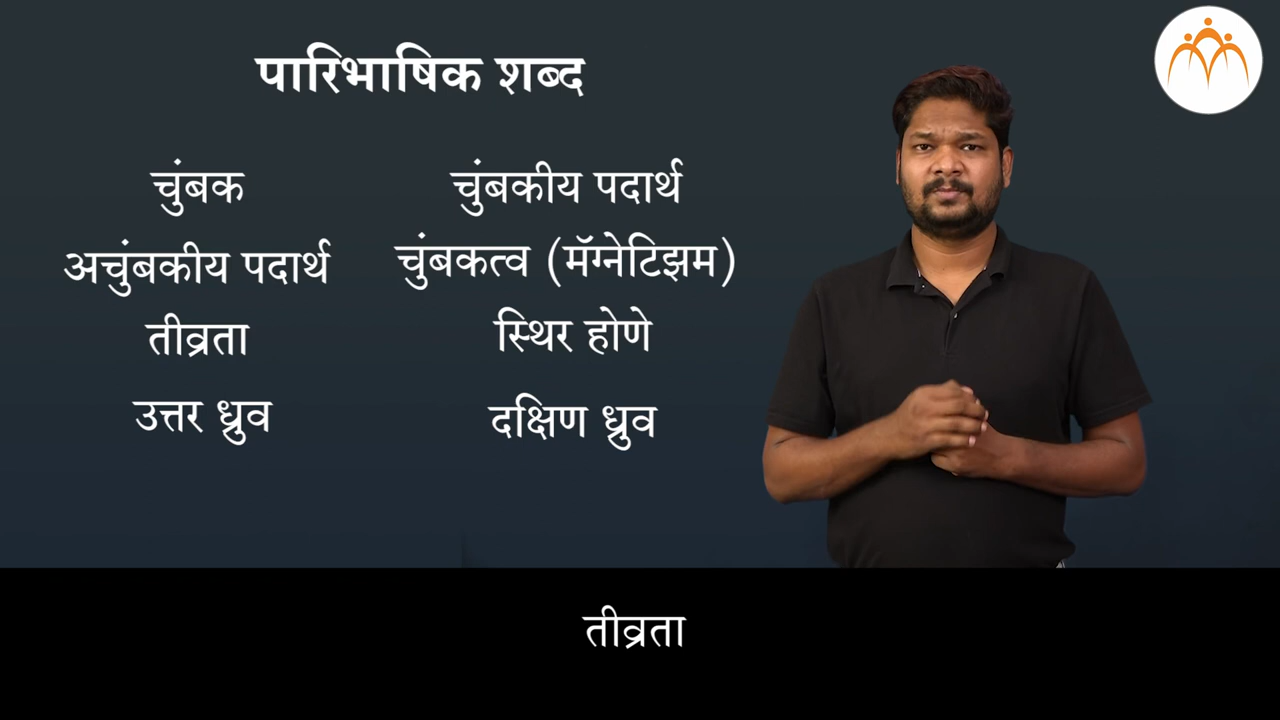 पारिभाषिक शब्द
चुंबक चुंबकीय पदार्थ
अचुंबकीय पदार्थ चुंबकत्व (मॅग्नेटिझम)
तीव्रता स्थिर होणे
उत्तर ध्रुव दक्षिण ध्रुव
तीव्रता